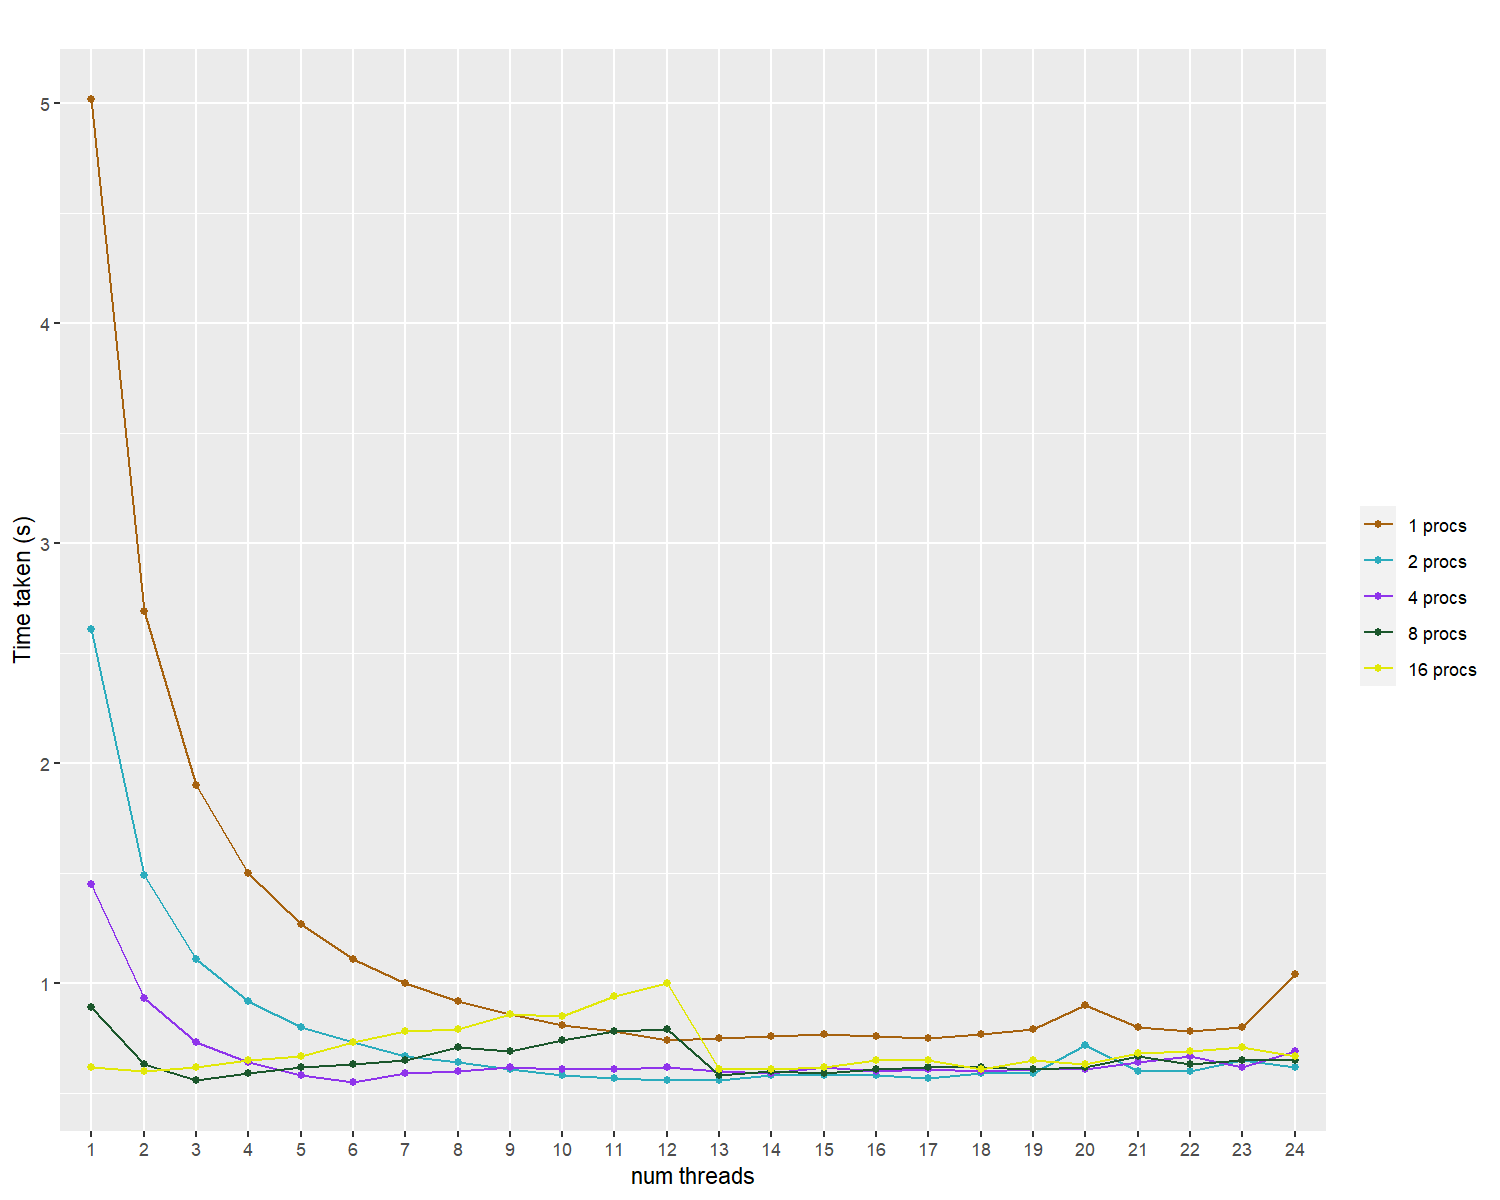 5
4
3
2
1
Time taken (s)
1 2 3 4 5 6 7 8 9 10 11 12 13 14 15 16 17 18 19 20 21 22 23 24
num threads
1 procs
2 procs
4 procs
8 procs
16 procs